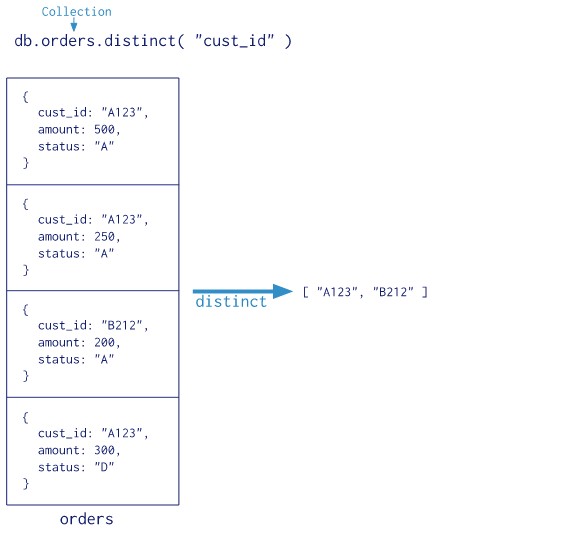 Collection
db.orders.distinct( "cust_id" )
{
cust_id: "A123",
amount: 500,
status: "A"
}
{
cust_id: "A123",
amount: 250,
status: "A"
}
{
cust_id: "B212",
amount: 200,
status: "A"
}
{
cust_id: "A123",
amount: 300,
status: "D"
}
orders
distinct
[ "A123", "B212" ]